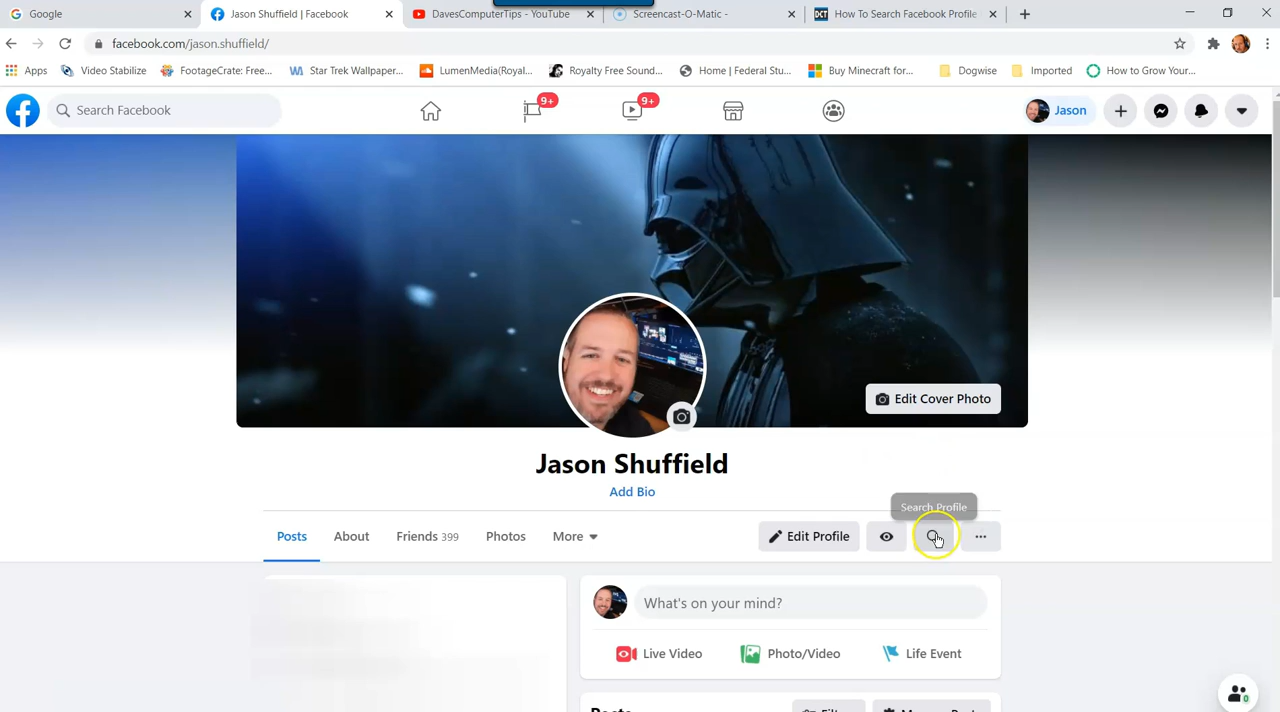 Google
Jason Shuffield | Facebook
DavesComputerTips - YouTube
Screencast-O-Matic -
How To Search Facebook Profile
facebook.com/jason.shuffield/
Apps
Video Stabilize
FootageCrate: Free...
Star Trek Wallpaper...
LumenMedia(Royal...
Royalty Free Soun...
Home | Federal Stu...
Buy Minecraft for...
Dogwise
Imported
How to Grow Your...
Search Facebook
9+
9+
Jason
Edit Cover Photo
Jason Shuffield
Add Bio
Search Profile
Posts
About
Friends 399
Photos
More
Edit Profile
What's on your mind?
Live Video
Photo/Video
Life Event
Posts
0